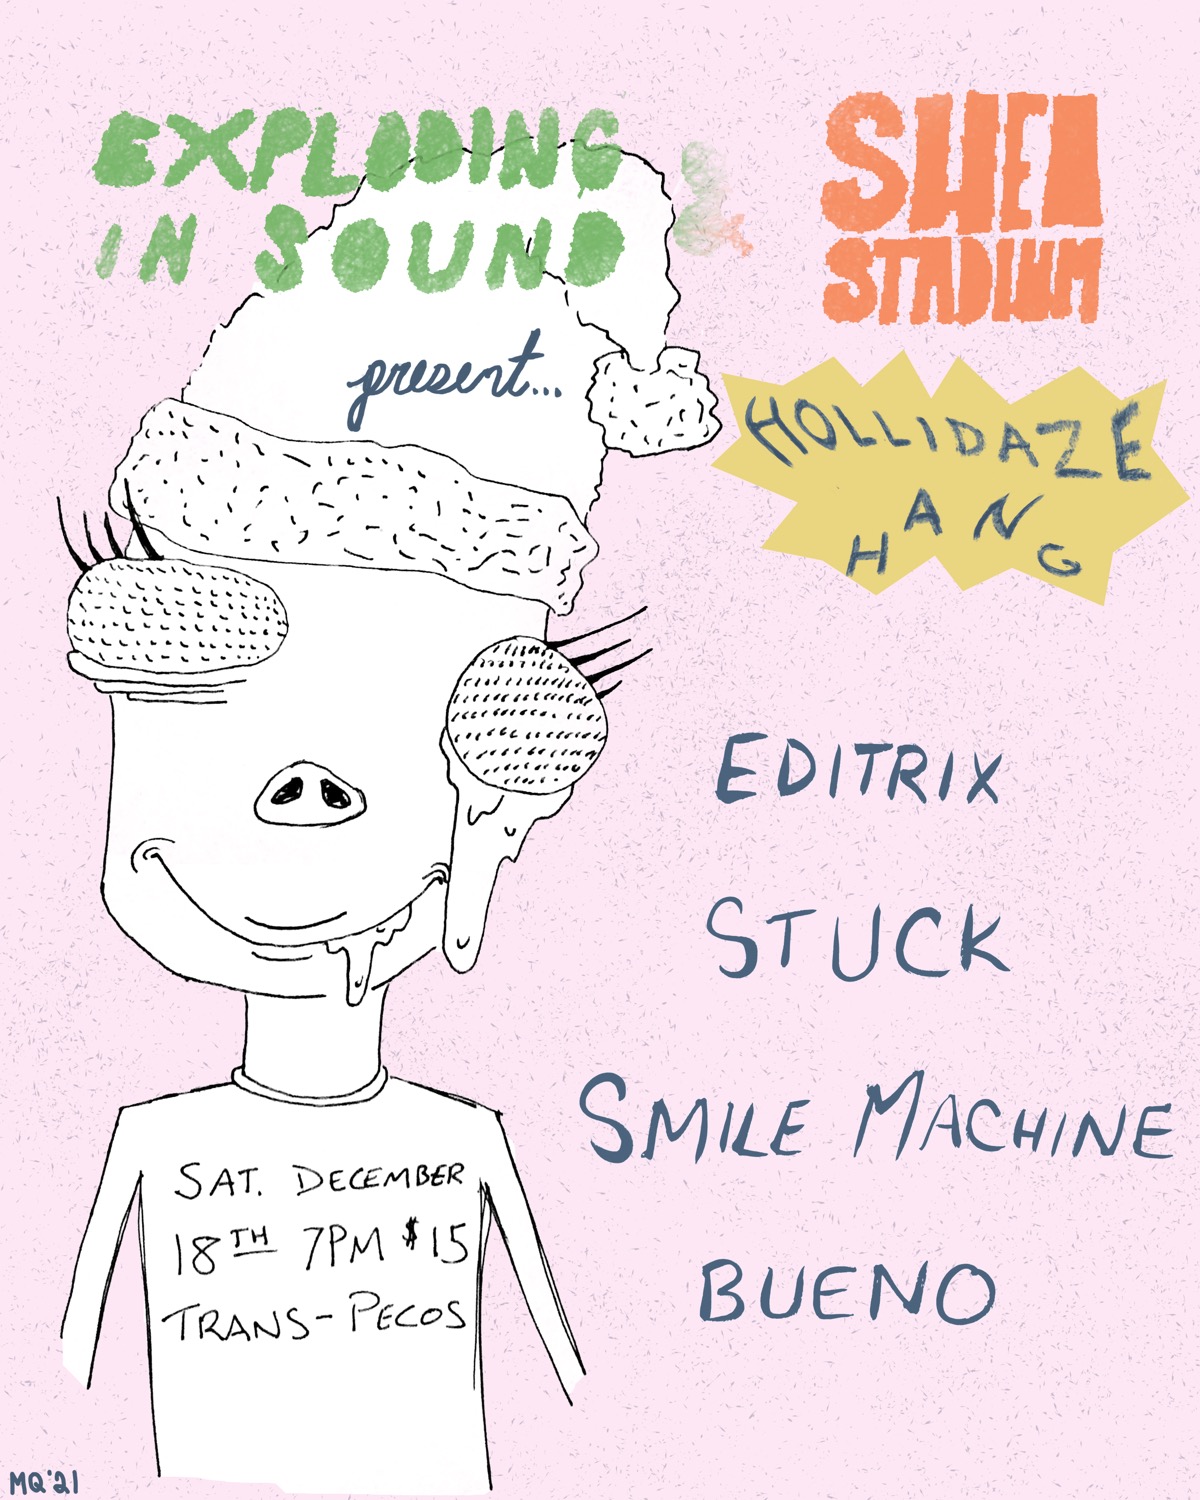 EXPLODING
IN SOUND
&
SHEA
STADIUM
present...
HOLLIDAZE
HANG
EDITRIX
STUCK
SMILE MACHINE
BUENO
SAT. DECEMBER
18TH 7PM $15
TRANS-PECOS
MQ'21